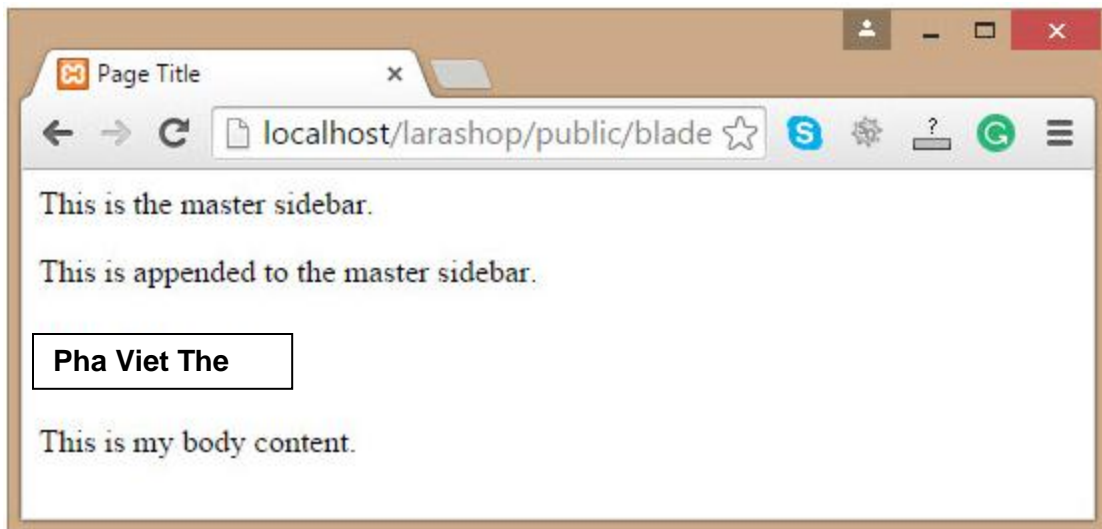 Page Title
localhost/larashop/public/blade
?
This is the master sidebar.
This is appended to the master sidebar.
Pha Viet The
This is my body content.